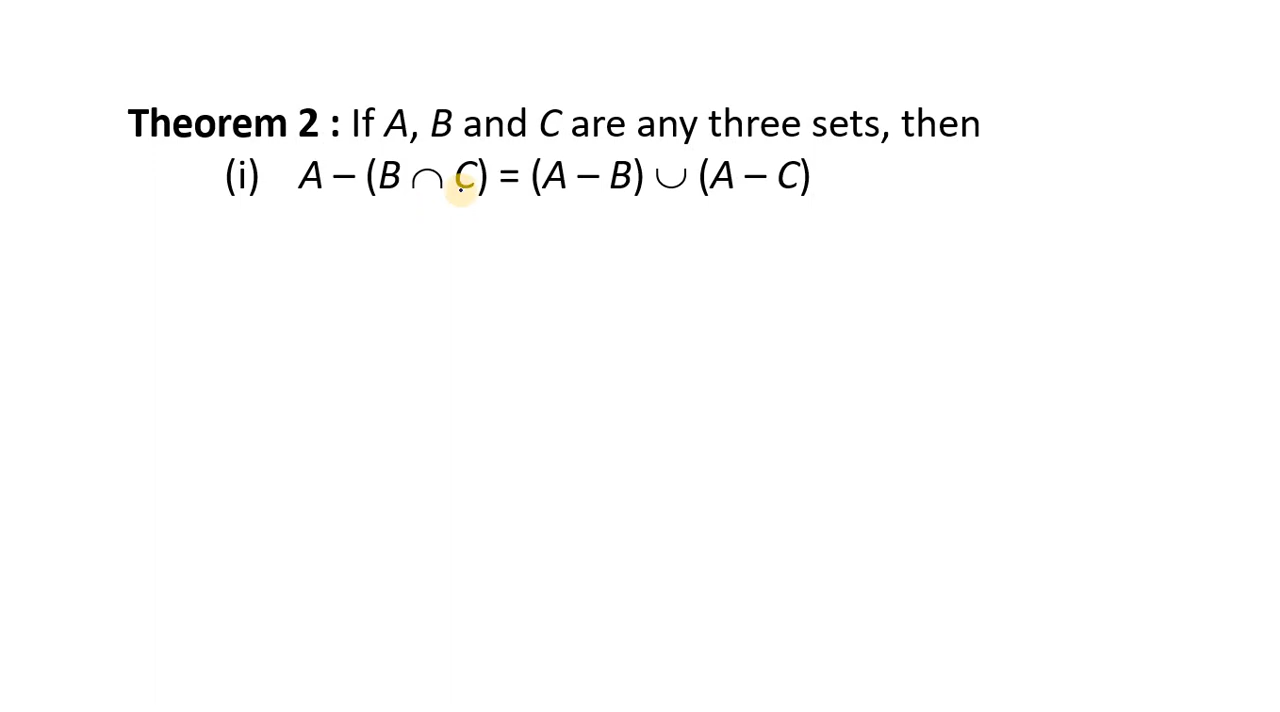 Theorem 2 : If A, B and C are any three sets, then
(i) A – (B ∩ C) = (A – B) ∪ (A – C)